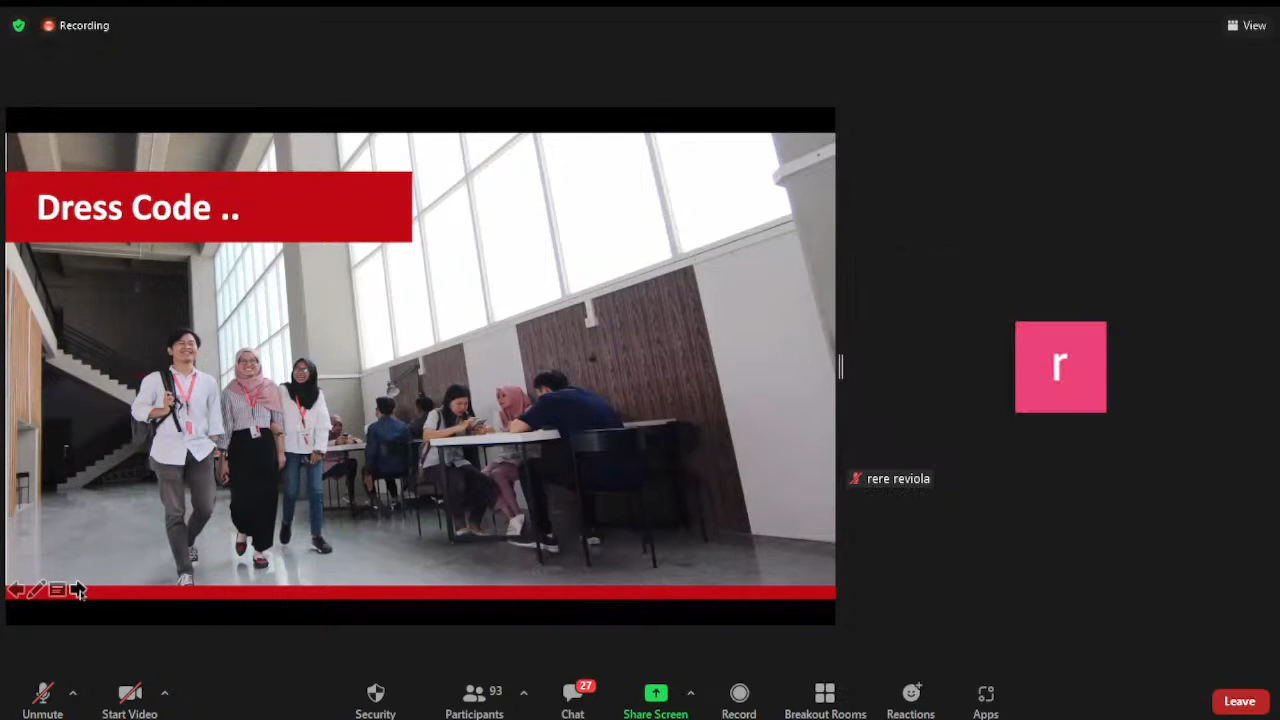 Recording
View
Dress Code ..
r
rere reviola
93
27
Unmute
Start Video
Security
Participants
Chat
Share Screen
Record
Breakout Rooms
Reactions
Apps
Leave